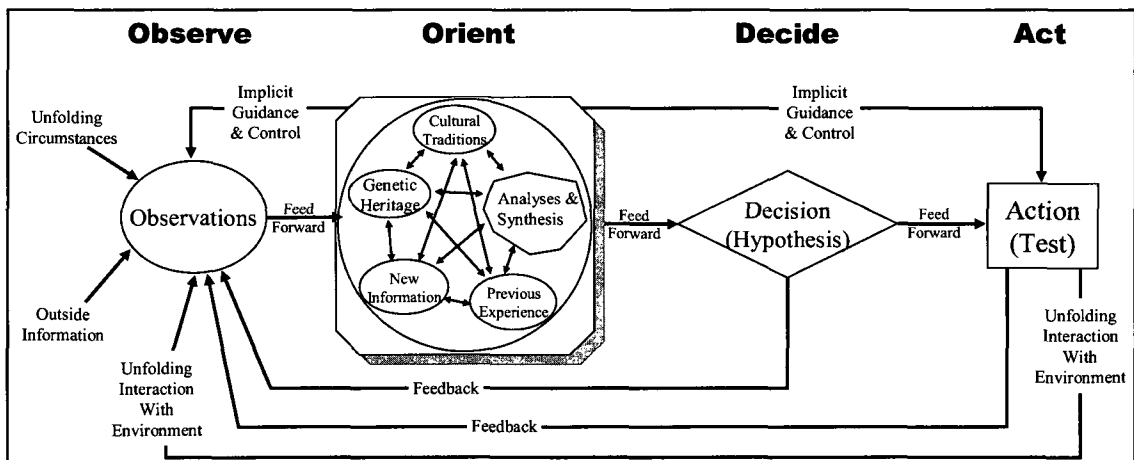 Observe
Orient
Decide
Act
Implicit
Guidance
& Control
Implicit
Guidance
& Control
Unfolding
Circumstances
Cultural
Traditions
Genetic
Heritage
Analyses &
Synthesis
New
Information
Previous
Experience
Observations
Feed
Forward
Feed
Forward
Decision
(Hypothesis)
Feed
Forward
Action
(Test)
Outside
Information
Unfolding
Interaction
With
Environment
Unfolding
Interaction
With
Environment
Feedback
Feedback